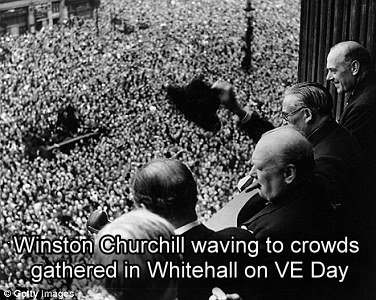 Winston Churchill waving to crowds
gathered in Whitehall on VE Day
© Getty Images